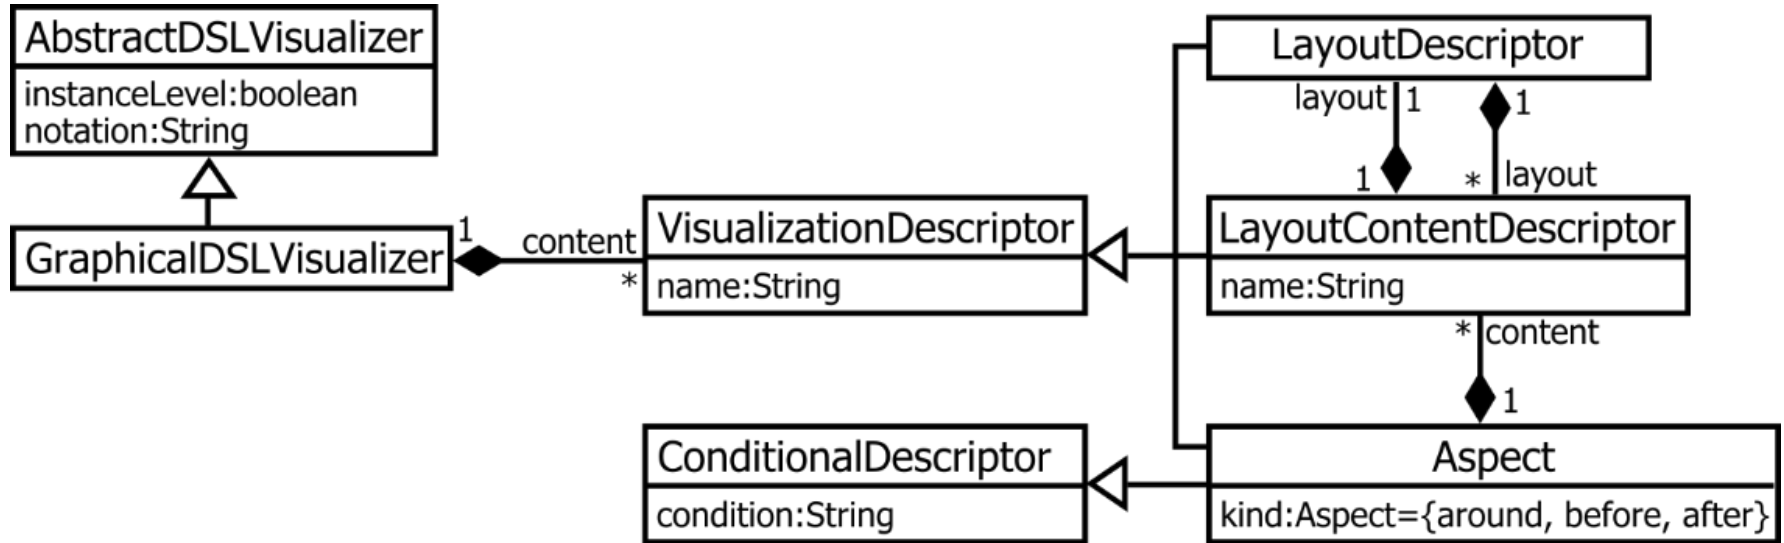 AbstractDSLVisualizer
instanceLevel:boolean
notation:String
GraphicalDSLVisualizer
1
content
*
VisualizationDescriptor
name:String
ConditionalDescriptor
condition:String
LayoutDescriptor
layout 1
1
1
* layout
LayoutContentDescriptor
name:String
* content
1
Aspect
kind:Aspect={around, before, after}